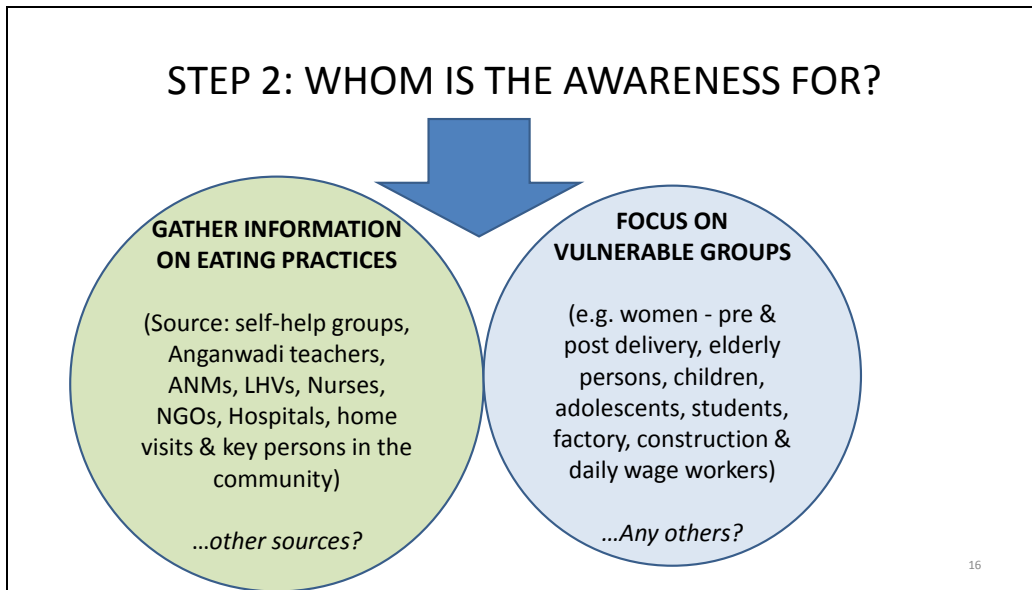 STEP 2: WHOM IS THE AWARENESS FOR?
GATHER INFORMATION
ON EATING PRACTICES
(Source: self-help groups,
Anganwadi teachers,
ANMs, LHVs, Nurses,
NGOs, Hospitals, home
visits & key persons in the
community)
…other sources?
FOCUS ON
VULNERABLE GROUPS
(e.g. women - pre &
post delivery, elderly
persons, children,
adolescents, students,
factory, construction &
daily wage workers)
…Any others?
16